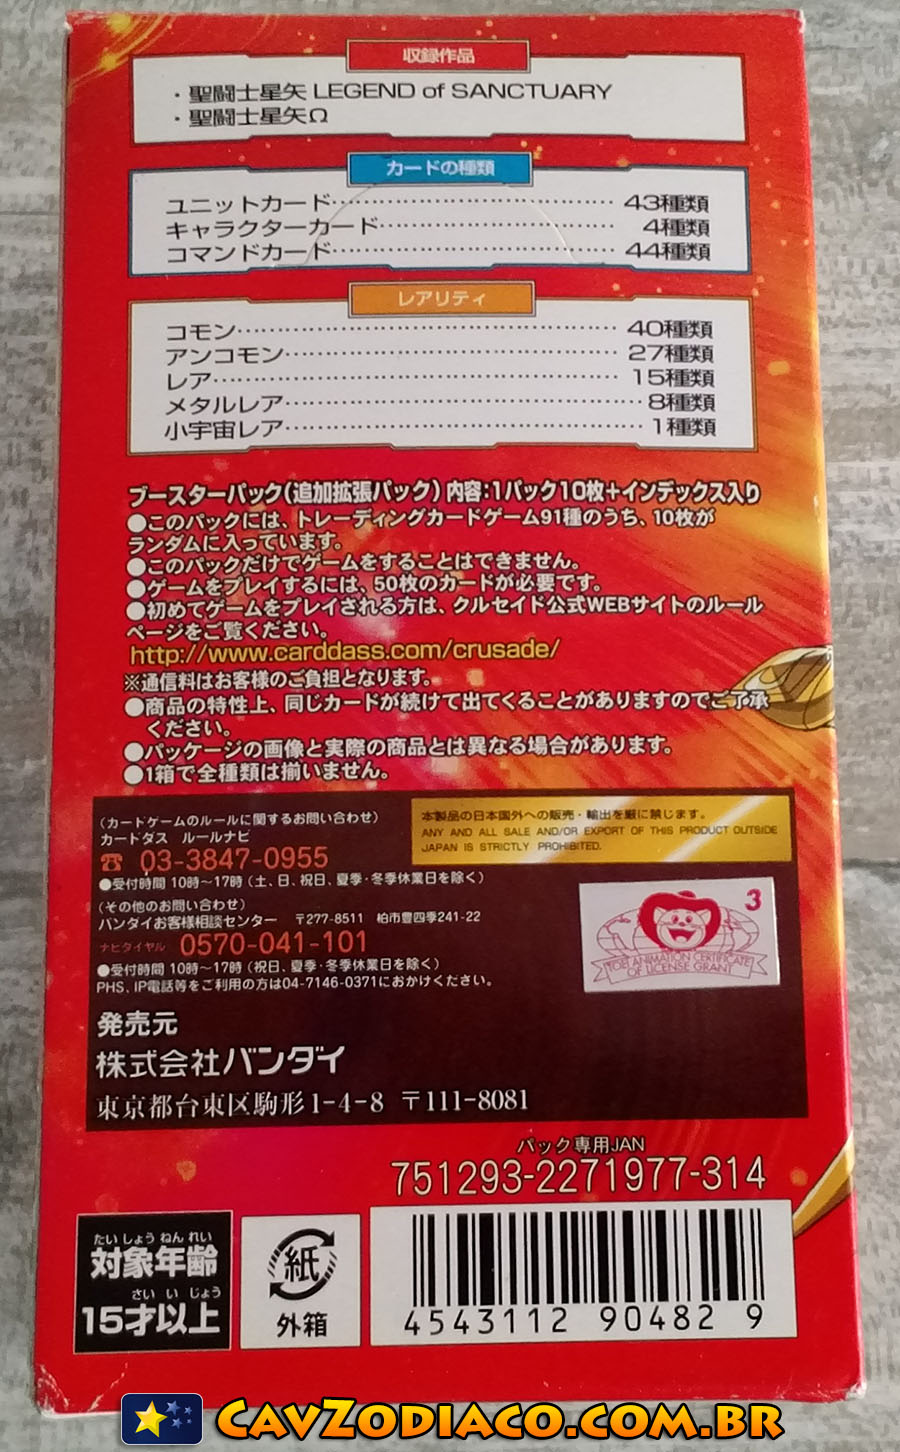 収録作品
・聖闘士星矢 LEGEND of SANCTUARY
・聖闘士星矢Ω
カードの種類
ユニットカード……………………………43種類
キャラクターカード……………………… 4種類
コマンドカード……………………………44種類
レアリティ
コモン………………………………………40種類
アンコモン…………………………………27種類
レア…………………………………………15種類
メタルレア…………………………………8種類
小宇宙レア…………………………………1種類
ブースターパック(追加拡張パック) 内容:1パック10枚+インデックス入り
●このパックには、トレーディングカードゲーム91種のうち、10枚が
ランダムに入っています。
●このパックだけでゲームをすることはできません。
●ゲームをプレイするには、50枚のカードが必要です。
●初めてゲームをプレイされる方は、クルセイド公式WEBサイトのルール
ページをご覧ください。
http://www.carddass.com/crusade/
※通信料はお客様のご負担となります。
●商品の特性上、同じカードが続けて出てくることがありますのでご了承
ください。
●パッケージの画像と実際の商品とは異なる場合があります。
●1箱で全種類は揃いません。
(カードゲームのルールに関するお問い合わせ)
カードダス ルールナビ
☎ 03-3847-0955
●受付時間 10時〜17時(土、日、祝日、夏季・冬季休業日を除く)
(その他のお問い合わせ)
バンダイお客様相談センター 〒277-8511 柏市豊四季241-22
ナビダイヤル 0570-041-101
●受付時間 10時〜17時(祝日、夏季・冬季休業日を除く)
PHS、IP電話等をご利用の方は04-7146-0371におかけください。
本製品の日本国外への販売・輸出を厳に禁じます。
ANY AND ALL SALE AND/OR EXPORT OF THIS PRODUCT OUTSIDE
JAPAN IS STRICTLY PROHIBITED.
3
TOEI ANIMATION CERTIFICATE
OF LICENSE GRANT
発売元
株式会社バンダイ
東京都台東区駒形1-4-8 〒111-8081
パック専用JAN
751293-2271977-314
たいしょうねんれい
対象年齢
さい いじょう
15才以上
紙
外箱
4543112 90482 9
CAVZODIACO.COM.BR